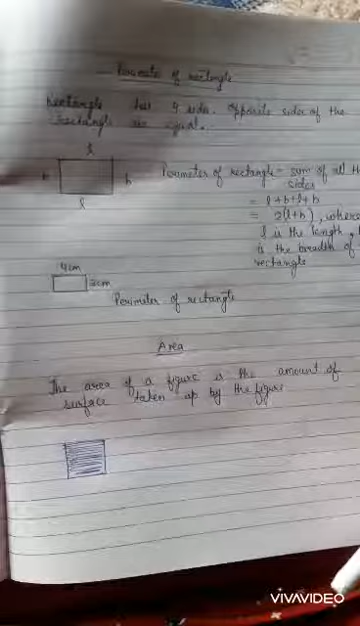 Perimeter of rectangle
Rectangle has 4 sides. Opposite sides of the
rectangle are equal.
l
b
b
l
Perimeter of rectangle = sum of all the
sides
= l+b+l+b
= 2(l+b), where
l is the length,
is the breadth of
rectangle
4cm
2cm
Perimeter of rectangle
Area
The area of a figure is the amount of
surface taken up by the figure
VIVAVIDEO